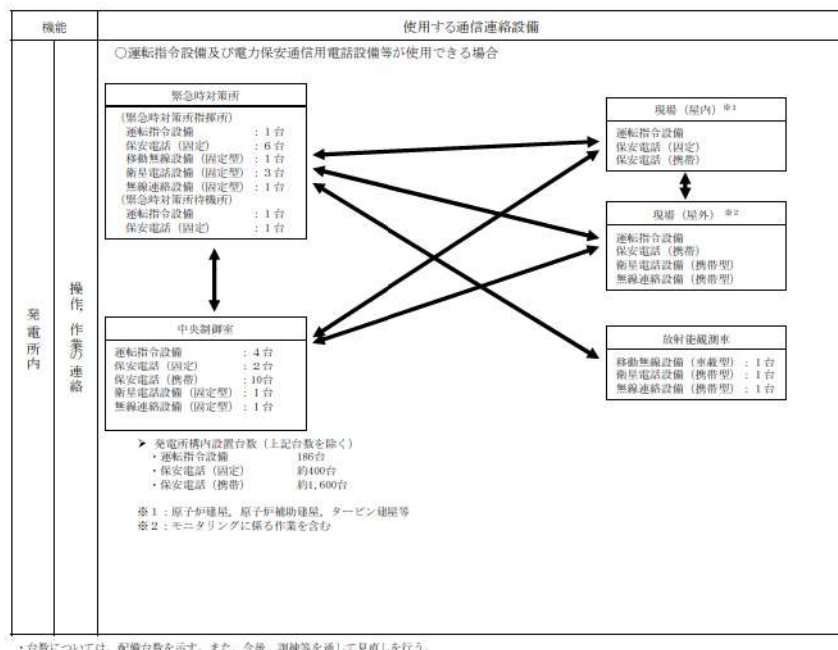 機能
使用する通信連絡設備
発電所内
操作，作業の連絡
○運転指令設備及び電力保安通信用電話設備等が使用できる場合
緊急時対策所
(緊急時対策所指揮所)
運転指令設備 : 1台
保安電話（固定） : 6台
移動無線設備（固定型）: 1台
衛星電話設備（固定型）: 3台
無線連絡設備（固定型）: 1台
(緊急時対策所待機所)
運転指令設備 : 1台
保安電話（固定） : 1台
現場（屋内）※1
運転指令設備
保安電話（固定）
保安電話（携帯）
現場（屋外）※2
運転指令設備
保安電話（携帯）
衛星電話設備（携帯型）
無線連絡設備（携帯型）
中央制御室
運転指令設備 : 4台
保安電話（固定） : 2台
保安電話（携帯） : 10台
衛星電話設備（固定型）: 1台
無線連絡設備（固定型）: 1台
放射能観測車
移動無線設備（車載型）: 1台
衛星電話設備（携帯型）: 1台
無線連絡設備（携帯型）: 1台
➤ 発電所構内設置台数（上記台数を除く）
・運転指令設備 186台
・保安電話（固定） 約400台
・保安電話（携帯） 約1,600台
※1：原子炉建屋，原子炉補助建屋，タービン建屋等
※2：モニタリングに係る作業を含む
・台数については，配備台数を示す。また，今後，訓練等を通して見直しを行う。